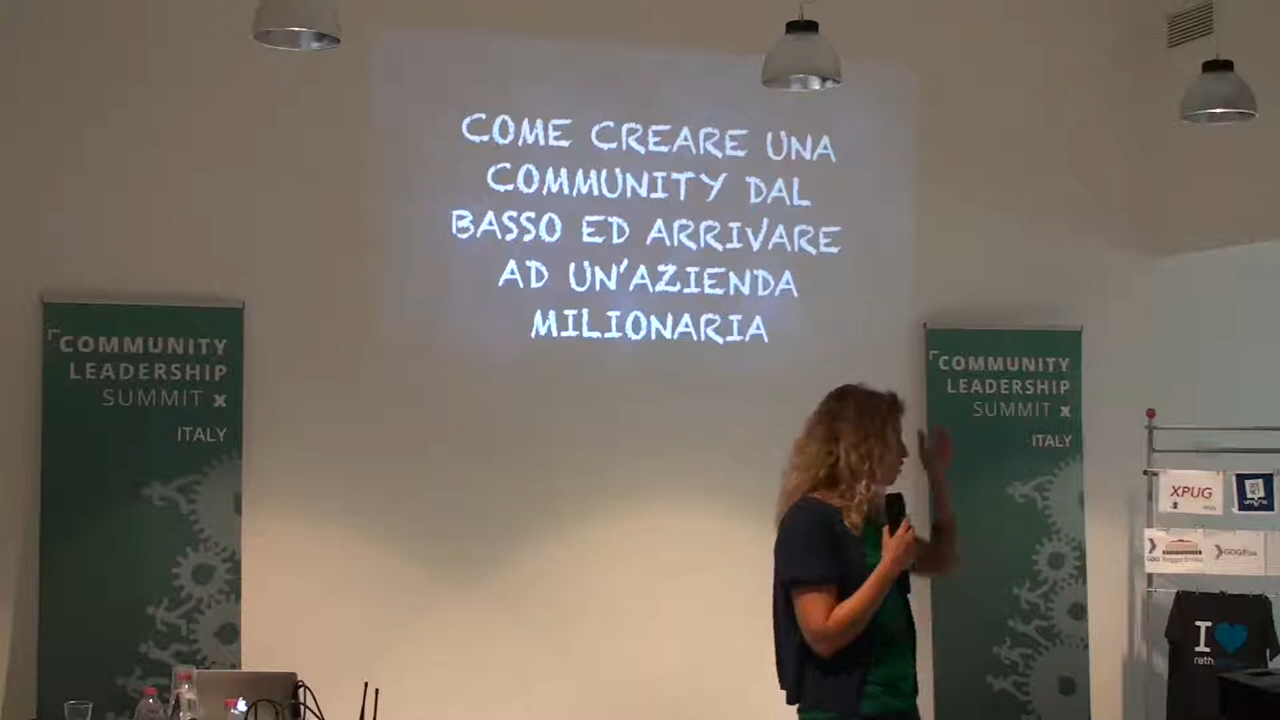 COME CREARE UNA
COMMUNITY DAL
BASSO ED ARRIVARE
AD UN'AZIENDA
MILIONARIA
COMMUNITY
LEADERSHIP
SUMMIT x
ITALY
COMMUNITY
LEADERSHIP
SUMMIT x
ITALY
XPUG
GDG
I